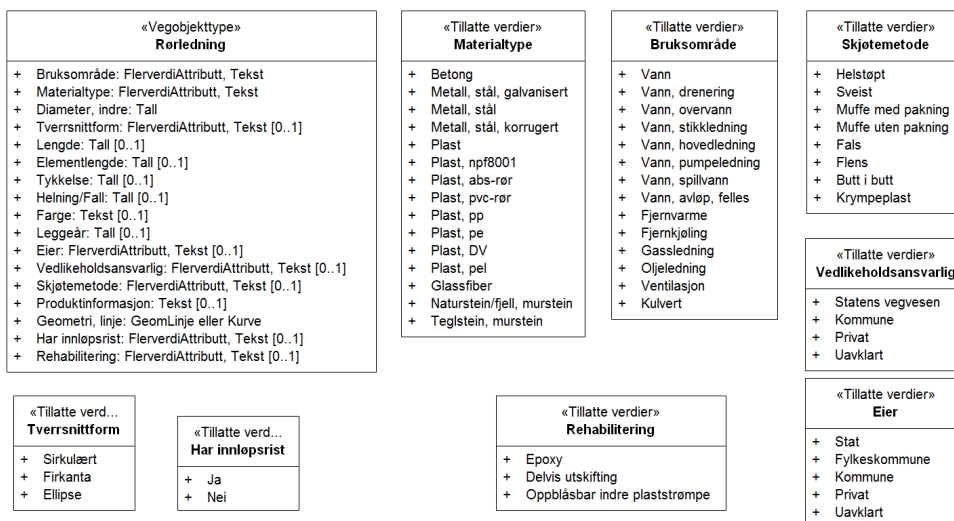 «Vegobjekttype»
Rørledning
+ Bruksområde: FlerverdiAttributt, Tekst
+ Materialtype: FlerverdiAttributt, Tekst
+ Diameter, indre: Tall
+ Tverrsnittform: FlerverdiAttributt, Tekst [0..1]
+ Lengde: Tall [0..1]
+ Elementlengde: Tall [0..1]
+ Tykkelse: Tall [0..1]
+ Helning/Fall: Tall [0..1]
+ Farge: Tekst [0..1]
+ Leggeår: Tall [0..1]
+ Eier: FlerverdiAttributt, Tekst [0..1]
+ Vedlikeholdsansvarlig: FlerverdiAttributt, Tekst [0..1]
+ Skjøtemetode: FlerverdiAttributt, Tekst [0..1]
+ Produktinformasjon: Tekst [0..1]
+ Geometri, linje: GeomLinje eller Kurve
+ Har innløpsrist: FlerverdiAttributt, Tekst [0..1]
+ Rehabilitering: FlerverdiAttributt, Tekst [0..1]
«Tillatte verdier»
Materialtype
+ Betong
+ Metall, stål, galvanisert
+ Metall, stål
+ Metall, stål, korrugert
+ Plast
+ Plast, npf8001
+ Plast, abs-rør
+ Plast, pvc-rør
+ Plast, pp
+ Plast, pe
+ Plast, DV
+ Plast, pel
+ Glassfiber
+ Naturstein/fjell, murstein
+ Teglstein, murstein
«Tillatte verdier»
Bruksområde
+ Vann
+ Vann, drenering
+ Vann, overvann
+ Vann, stikkledning
+ Vann, hovedledning
+ Vann, pumpeledning
+ Vann, spillvann
+ Vann, avløp, felles
+ Fjernvarme
+ Fjernkjøling
+ Gassledning
+ Oljeledning
+ Ventilasjon
+ Kulvert
«Tillatte verdier»
Skjøtemetode
+ Helstøpt
+ Sveist
+ Muffe med pakning
+ Muffe uten pakning
+ Fals
+ Flens
+ Butt i butt
+ Krympeplast
«Tillatte verdier»
Vedlikeholdsansvarlig
+ Statens vegvesen
+ Kommune
+ Privat
+ Uavklart
«Tillatte verd...
Tverrsnittform
+ Sirkulært
+ Firkanta
+ Ellipse
«Tillatte verd...
Har innløpsrist
+ Ja
+ Nei
«Tillatte verdier»
Rehabilitering
+ Epoxy
+ Delvis utskifting
+ Oppblåsbar indre plaststrømpe
«Tillatte verdier»
Eier
+ Stat
+ Fylkeskommune
+ Kommune
+ Privat
+ Uavklart